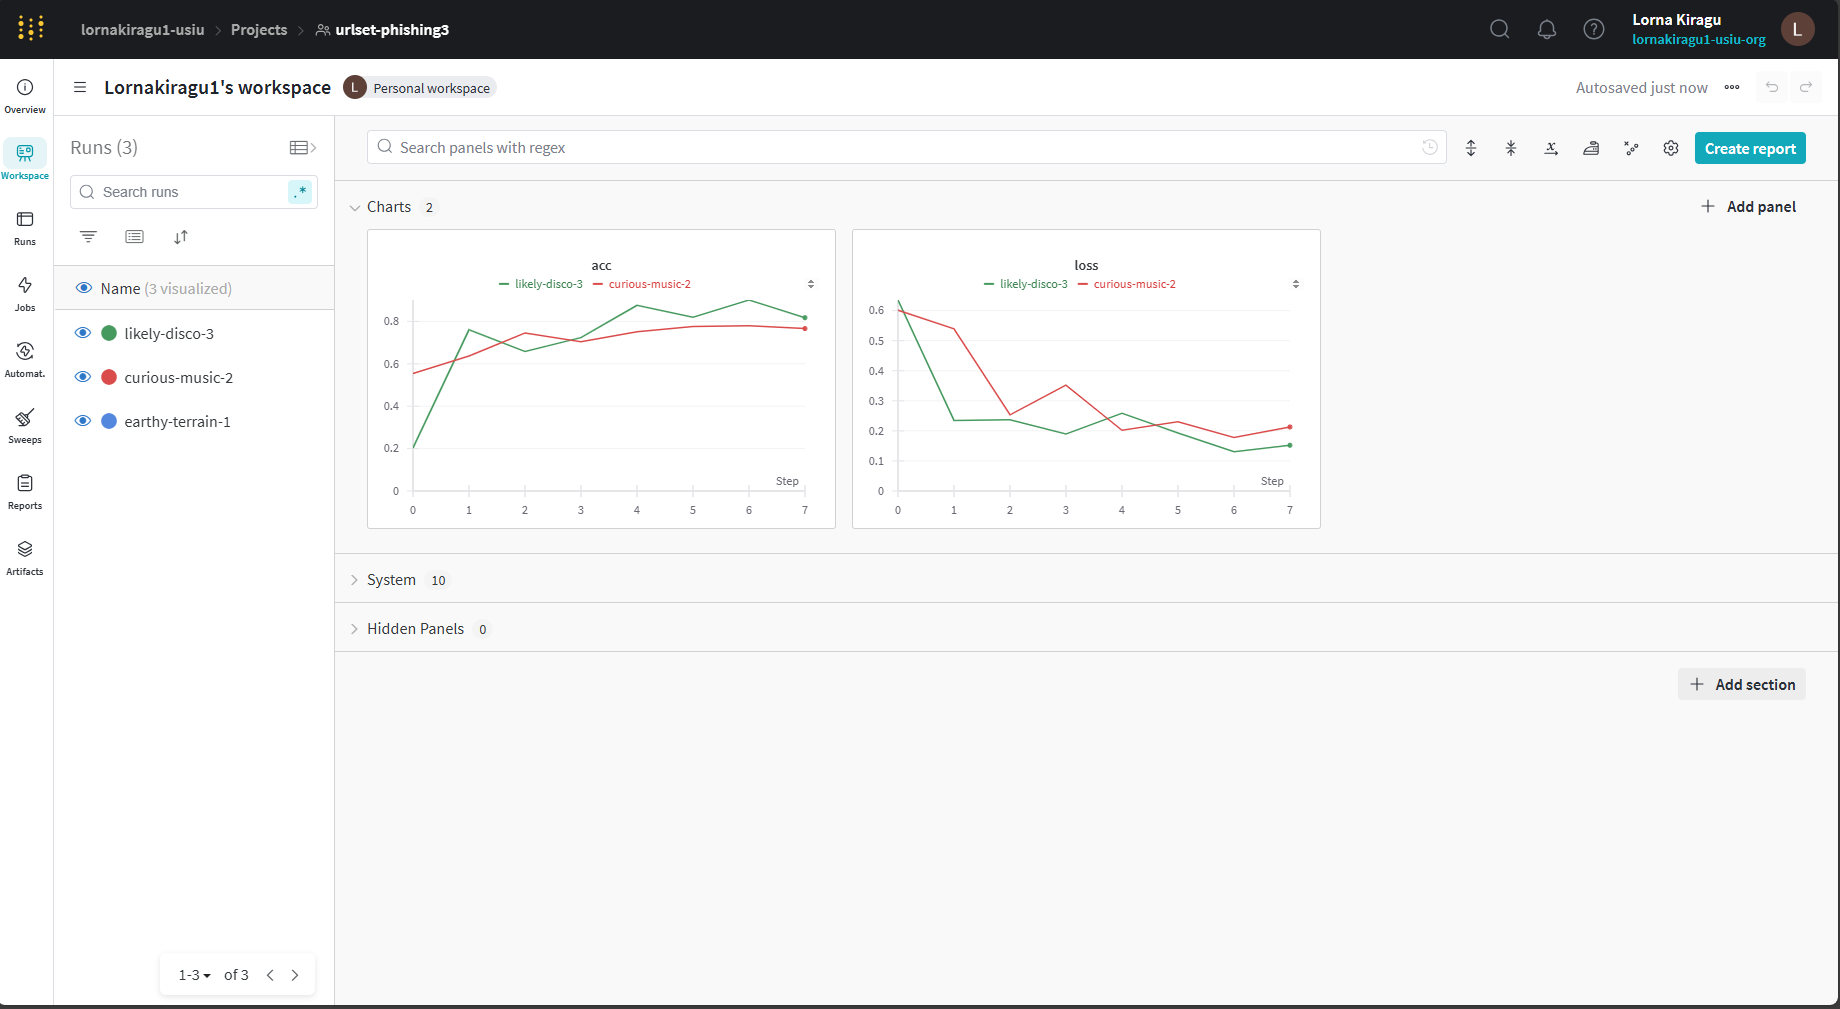 lornakiragu1-usiu > Projects > urlset-phishing3
Lorna Kiragu
lornakiragu1-usiu-org
L
Overview
Workspace
Runs
Jobs
Automat.
Sweeps
Reports
Artifacts
Lornakiragu1's workspace
L
Personal workspace
Autosaved just now
Runs (3)
Search runs
.*
Name (3 visualized)
likely-disco-3
curious-music-2
earthy-terrain-1
1-3 of 3
Search panels with regex
Create report
Charts 2
Add panel
acc
likely-disco-3 curious-music-2
0.8
0.6
0.4
0.2
0
Step
0 1 2 3 4 5 6 7
loss
likely-disco-3 curious-music-2
0.6
0.5
0.4
0.3
0.2
0.1
0
Step
0 1 2 3 4 5 6 7
System 10
Hidden Panels 0
Add section